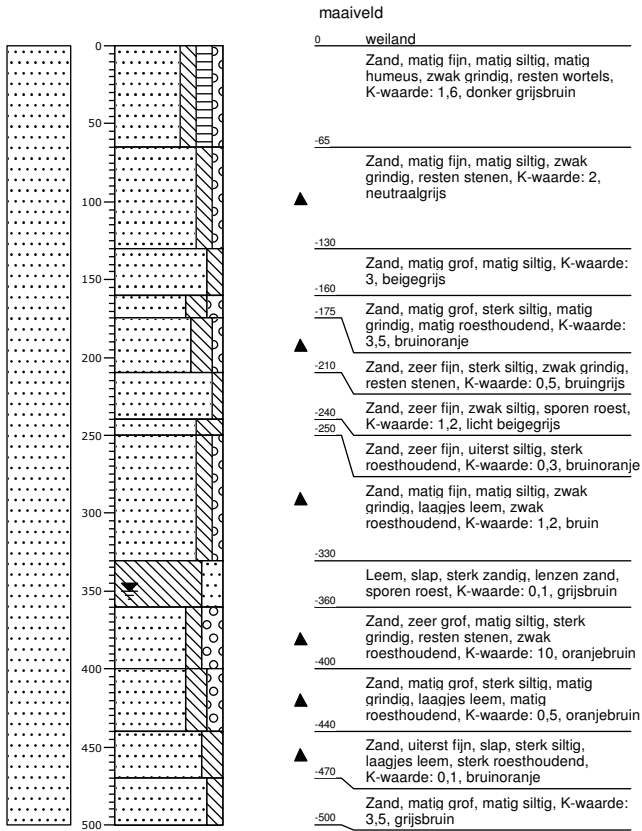 maaiveld
0 weiland
Zand, matig fijn, matig siltig, matig
humeus, zwak grindig, resten wortels,
K-waarde: 1,6, donker grijsbruin
-65
Zand, matig fijn, matig siltig, zwak
grindig, resten stenen, K-waarde: 2,
neutraalgrijs
-130
Zand, matig grof, matig siltig, K-waarde:
3, beigegrijs
-160
-175
Zand, matig grof, sterk siltig, matig
grindig, matig roesthoudend, K-waarde:
3,5, bruinoranje
-210
Zand, zeer fijn, sterk siltig, zwak grindig,
resten stenen, K-waarde: 0,5, bruingrijs
-240
Zand, zeer fijn, zwak siltig, sporen roest,
K-waarde: 1,2, licht beigegrijs
-250
Zand, zeer fijn, uiterst siltig, sterk
roesthoudend, K-waarde: 0,3, bruinoranje
Zand, matig fijn, matig siltig, zwak
grindig, laagjes leem, zwak
roesthoudend, K-waarde: 1,2, bruin
-330
Leem, slap, sterk zandig, lenzen zand,
sporen roest, K-waarde: 0,1, grijsbruin
-360
Zand, zeer grof, matig siltig, sterk
grindig, resten stenen, zwak
roesthoudend, K-waarde: 10, oranjebruin
-400
Zand, matig grof, sterk siltig, matig
grindig, laagjes leem, matig
roesthoudend, K-waarde: 0,5, oranjebruin
-440
Zand, uiterst fijn, slap, sterk siltig,
laagjes leem, sterk roesthoudend,
K-waarde: 0,1, bruinoranje
-470
Zand, matig grof, matig siltig, K-waarde:
3,5, grijsbruin
-500
0
50
100
150
200
250
300
350
400
450
500